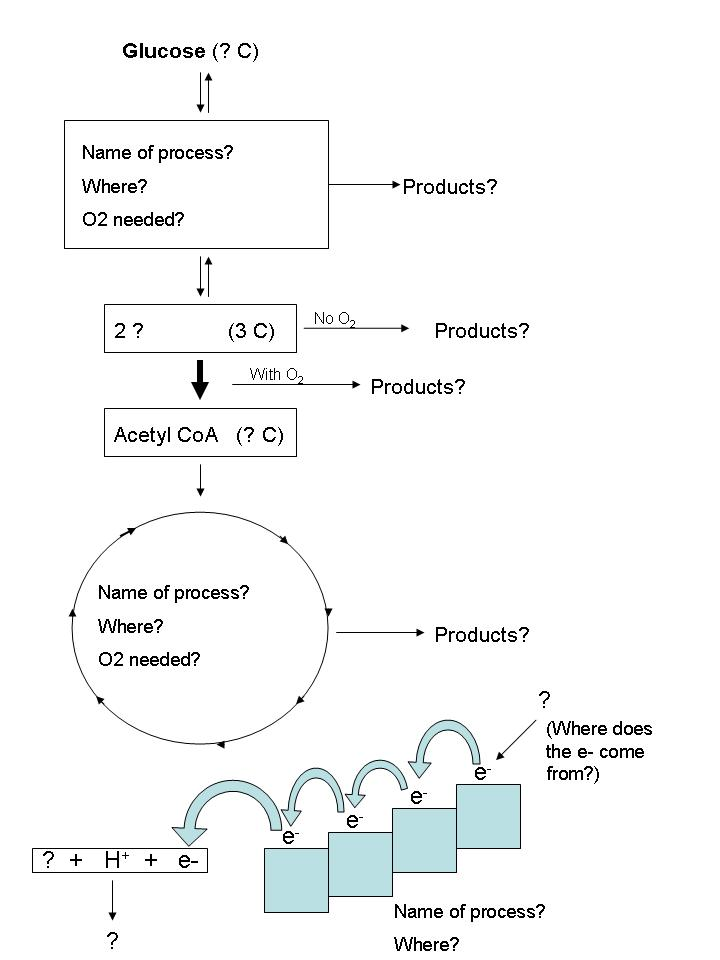 Glucose (? C)
Name of process?
Where?
O2 needed?
Products?
2 ? (3 C)
No O₂
Products?
With O₂
Products?
Acetyl CoA (? C)
Name of process?
Where?
O2 needed?
Products?
?
(Where does
the e- come
from?)
e⁻
e⁻
e⁻
e⁻
? + H⁺ + e-
?
Name of process?
Where?